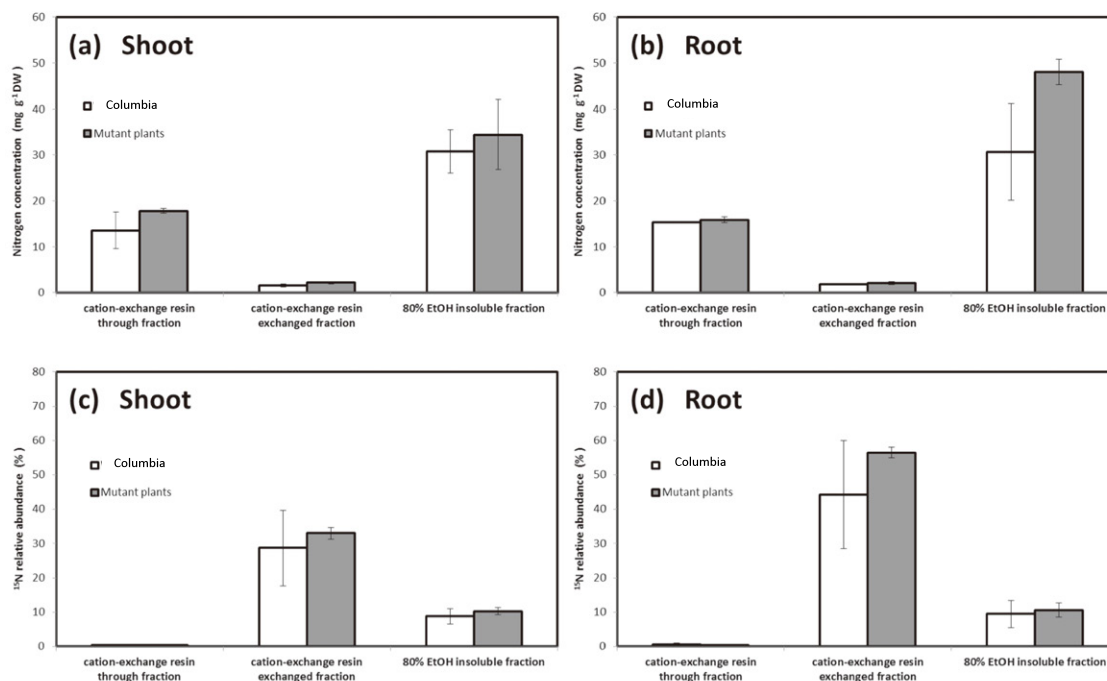 (a) Shoot
Nitrogen concentration (mg g-1DW )
60
50
40
30
20
10
0
Columbia
Mutant plants
cation-exchange resin
through fraction
cation-exchange resin
exchanged fraction
80% EtOH insoluble fraction
(b) Root
Nitrogen concentration (mg g-1DW )
60
50
40
30
20
10
0
Columbia
Mutant plants
cation-exchange resin
through fraction
cation-exchange resin
exchanged fraction
80% EtOH insoluble fraction
(c) Shoot
15N relative abundance (% )
80
70
60
50
40
30
20
10
0
Columbia
Mutant plants
cation-exchange resin
through fraction
cation-exchange resin
exchanged fraction
80% EtOH insoluble fraction
(d) Root
15N relative abundance (% )
80
70
60
50
40
30
20
10
0
Columbia
Mutant plants
cation-exchange resin
through fraction
cation-exchange resin
exchanged fraction
80% EtOH insoluble fraction